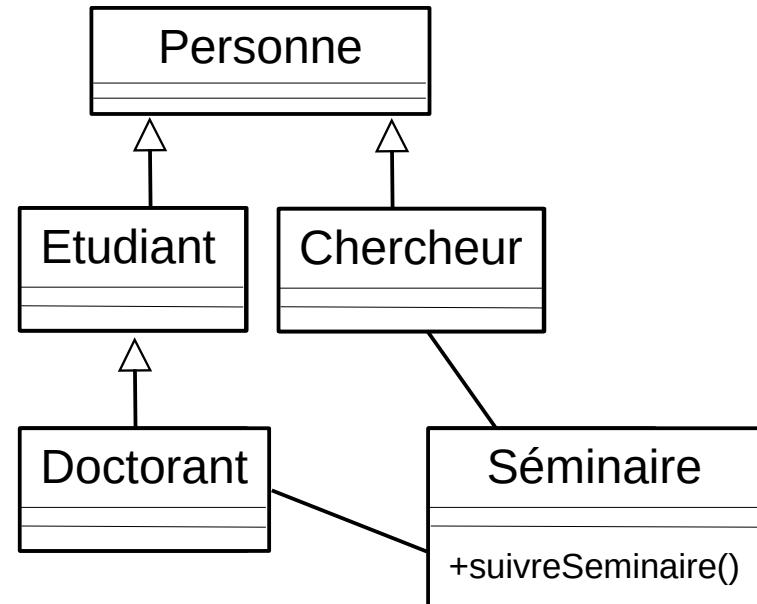 Personne
Etudiant
Chercheur
Doctorant
Séminaire
+suivreSeminaire()